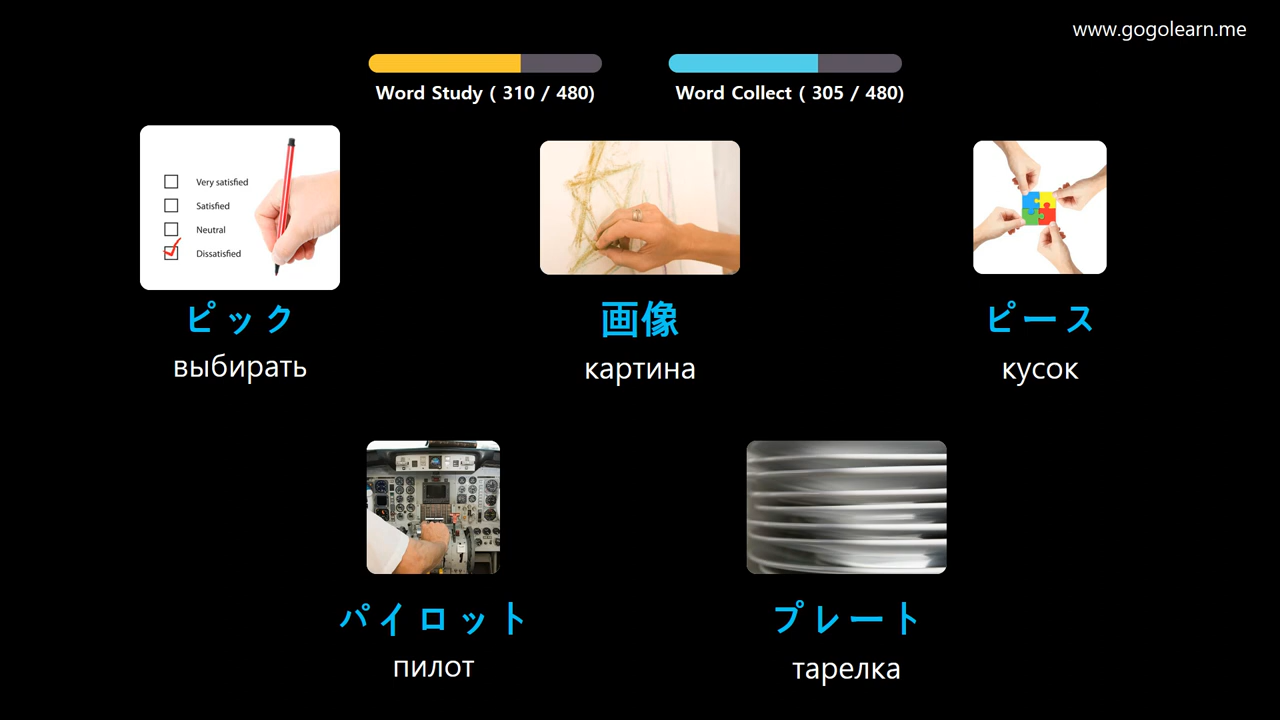 www.gogolearn.me
Word Study ( 310 / 480)
Word Collect ( 305 / 480)
Very satisfied
Satisfied
Neutral
Dissatisfied
ピック
画像
ピース
выбирать
картина
кусок
パイロット
プレート
пилот
тарелка